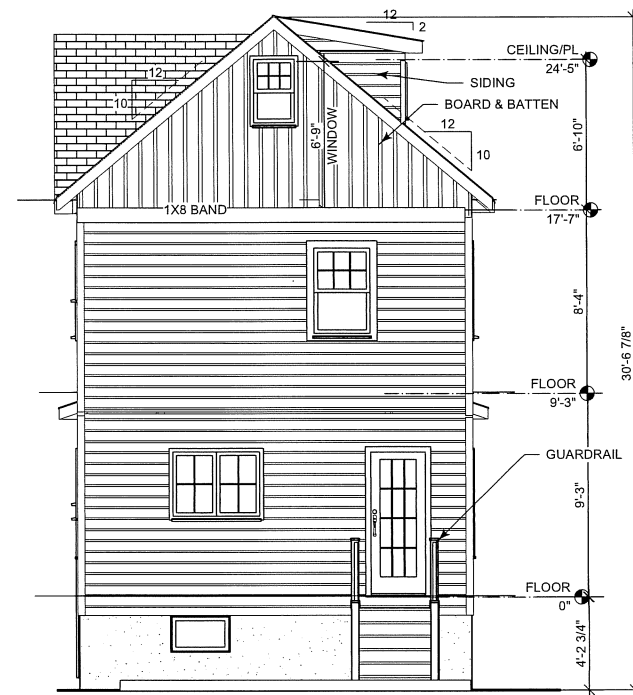 12
2
CEILING/PL
24'-5"
SIDING
12
10
BOARD & BATTEN
12
10
6'-9"
WINDOW
6'-10"
1X8 BAND
FLOOR
17'-7"
8'-4"
30'-6 7/8"
FLOOR
9'-3"
GUARDRAIL
9'-3"
FLOOR
0"
4'-2 3/4"